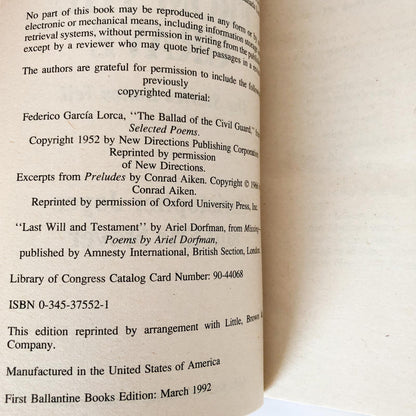 No part of this book may be reproduced in any form or by
electronic or mechanical means, including information storage
retrieval systems, without permission in writing from the
except by a reviewer who may quote brief passages in a
The authors are grateful for permission to include the
previously
copyrighted material:
Federico García Lorca, "The Ballad of the Civil Guard,"
Selected Poems.
Copyright 1952 by New Directions Publishing
Reprinted by permission
of New Directions.
Excerpts from Preludes by Conrad Aiken. Copyright ©
Conrad Aiken.
Reprinted by permission of Oxford University Press, Inc.
"Last Will and Testament" by Ariel Dorfman, from Missing
Poems by Ariel Dorfman,
published by Amnesty International, British Section, London.
Library of Congress Catalog Card Number: 90-44068
ISBN 0-345-37552-1
This edition reprinted by arrangement with Little, Brown &
Company.
Manufactured in the United States of America
First Ballantine Books Edition: March 1992